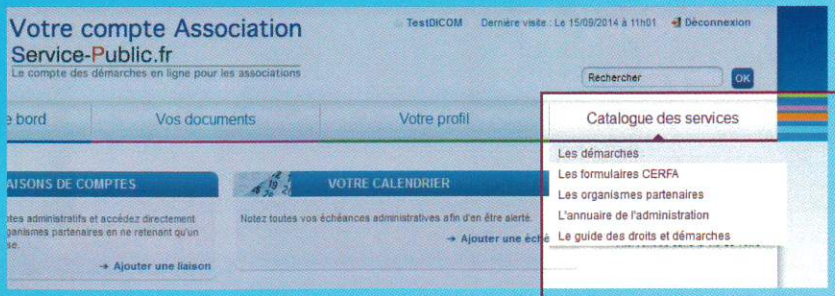 Votre compte Association
TestDICOM Dernière visite : Le 15/09/2014 à 11h01 Déconnexion
Service-Public.fr
Le compte des démarches en ligne pour les associations
Rechercher OK
e bord Vos documents Votre profil Catalogue des services
Les démarches
Les formulaires CERFA
Les organismes partenaires
L'annuaire de l'administration
Le guide des droits et démarches
AISONS DE COMPTES
tes administratifs et accédez directement
ganismes partenaires en ne retenant qu'un
se.
→ Ajouter une liaison
VOTRE CALENDRIER
Notez toutes vos échéances administratives afin d'en être alerté.
→ Ajouter une éché